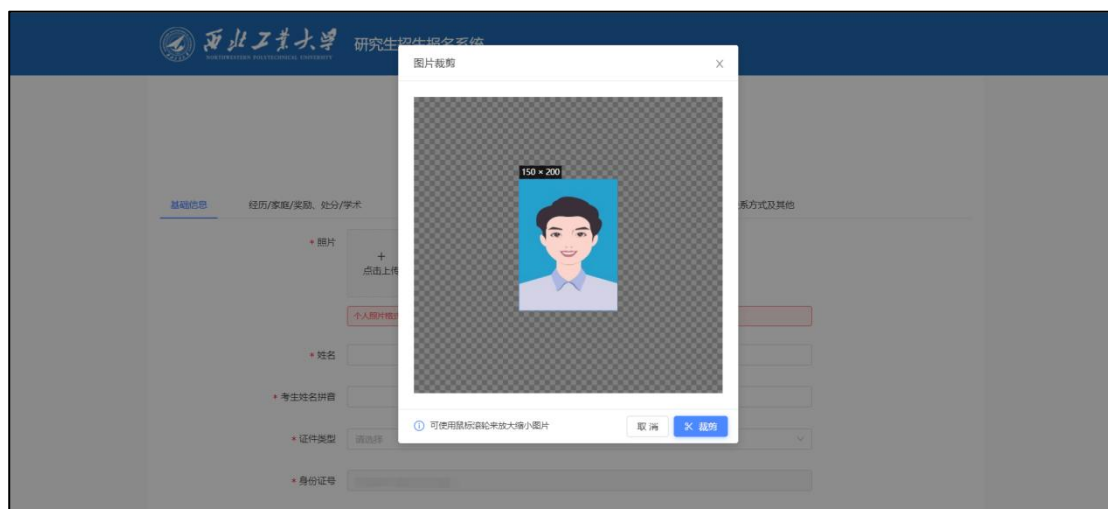 西北工业大学 研究生招生报名系统
NORTHWESTERN POLYTECHNICAL UNIVERSITY
图片裁剪
150 × 200
基础信息 经历/家庭/奖励、处分/学术 系方式及其他
* 照片
+
点击上传
个人照片
* 姓名
* 考生姓名拼音
可使用鼠标滚轮来放大缩小图片 取消 裁剪
* 证件类型 请选择
* 身份证号